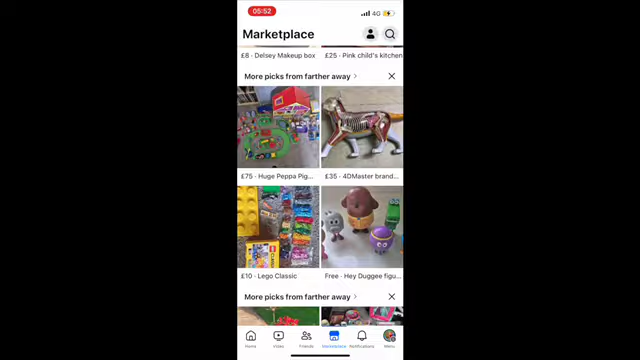 05:52
4G
Marketplace
£8 · Delsey Makeup box
£25 · Pink child's kitchen
More picks from farther away
£75 · Huge Peppa Pig...
£35 · 4DMaster bran...
£10 · Lego Classic
Free · Hey Duggee figu...
More picks from farther away
Home
Video
Friends
Marketplace
Notifications
Menu